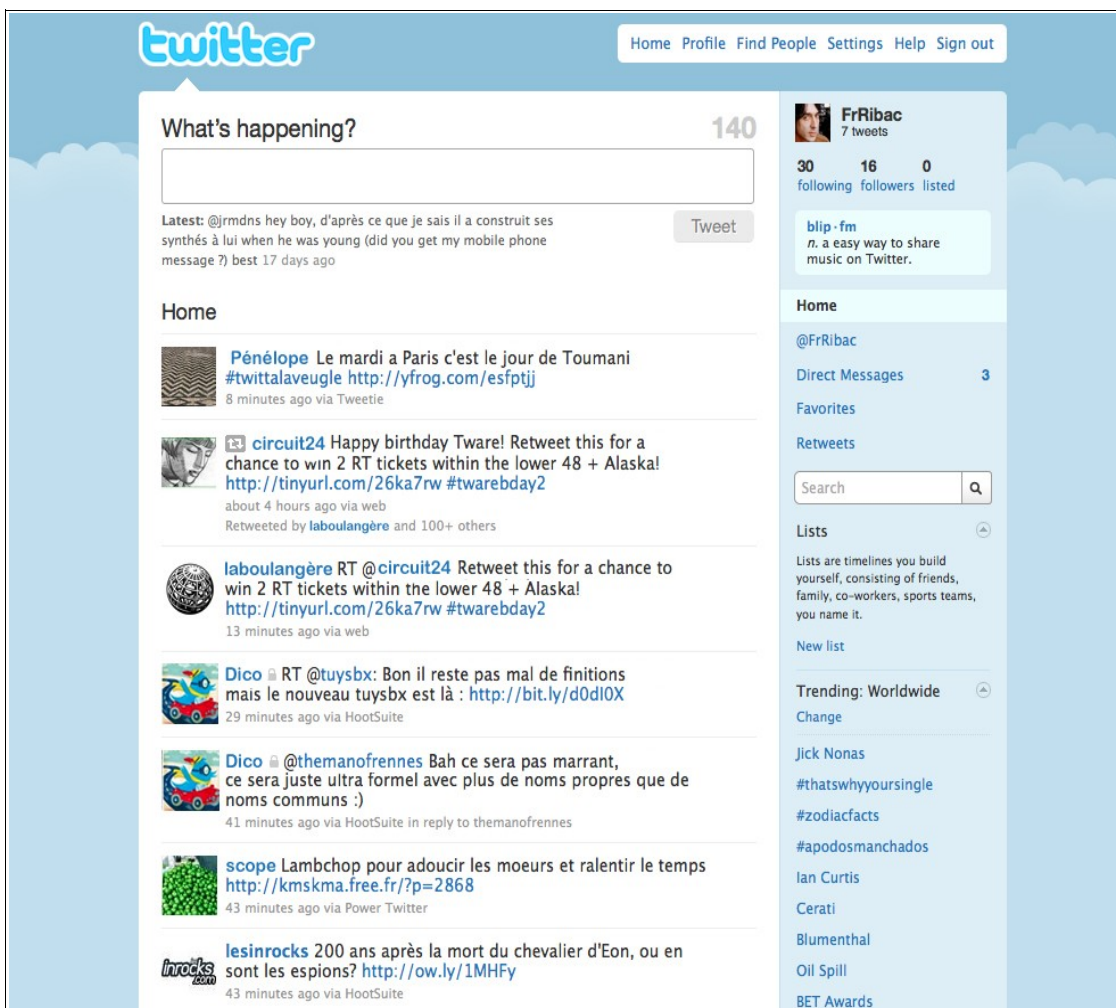 twitter
Home Profile Find People Settings Help Sign out
What's happening? 140
Latest: @jrmdns hey boy, d'après ce que je sais il a construit ses
synthés à lui when he was young (did you get my mobile phone
message ?) best 17 days ago
Tweet
Home
Pénélope Le mardi a Paris c'est le jour de Toumani
#twittalaveugle http://yfrog.com/esfptjj
8 minutes ago via Tweetie
circuit24 Happy birthday Tware! Retweet this for a
chance to win 2 RT tickets within the lower 48 + Alaska!
http://tinyurl.com/26ka7rw #twarebday2
about 4 hours ago via web
Retweeted by laboulangère and 100+ others
laboulangère RT @circuit24 Retweet this for a chance to
win 2 RT tickets within the lower 48 + Alaska!
http://tinyurl.com/26ka7rw #twarebday2
13 minutes ago via web
Dico RT @tuysbx: Bon il reste pas mal de finitions
mais le nouveau tuysbx est là : http://bit.ly/d0dI0X
29 minutes ago via HootSuite
Dico @themanofrennes Bah ce sera pas marrant,
ce sera juste ultra formel avec plus de noms propres que de
noms communs :)
41 minutes ago via HootSuite in reply to themanofrennes
scope Lambchop pour adoucir les moeurs et ralentir le temps
http://kmskma.free.fr/?p=2868
43 minutes ago via Power Twitter
inrocks
.com
lesinrocks 200 ans après la mort du chevalier d'Eon, ou en
sont les espions? http://ow.ly/1MHFy
43 minutes ago via HootSuite
FrRibac
7 tweets
30 16 0
following followers listed
blip·fm
n. a easy way to share
music on Twitter.
Home
@FrRibac
Direct Messages 3
Favorites
Retweets
Search
Lists
Lists are timelines you build
yourself, consisting of friends,
family, co-workers, sports teams,
you name it.
New list
Trending: Worldwide
Change
Jick Nonas
#thatswhyyoursingle
#zodiacfacts
#apodosmanchados
Ian Curtis
Cerati
Blumenthal
Oil Spill
BET Awards